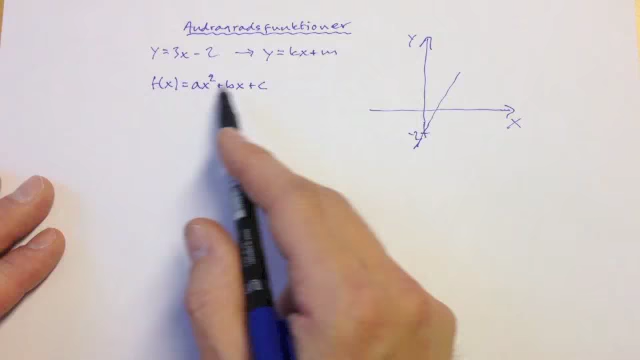 Andragradsfunktioner
y = 3x - 2 → y = kx + m
f(x) = ax² + bx + c
y
-2
x